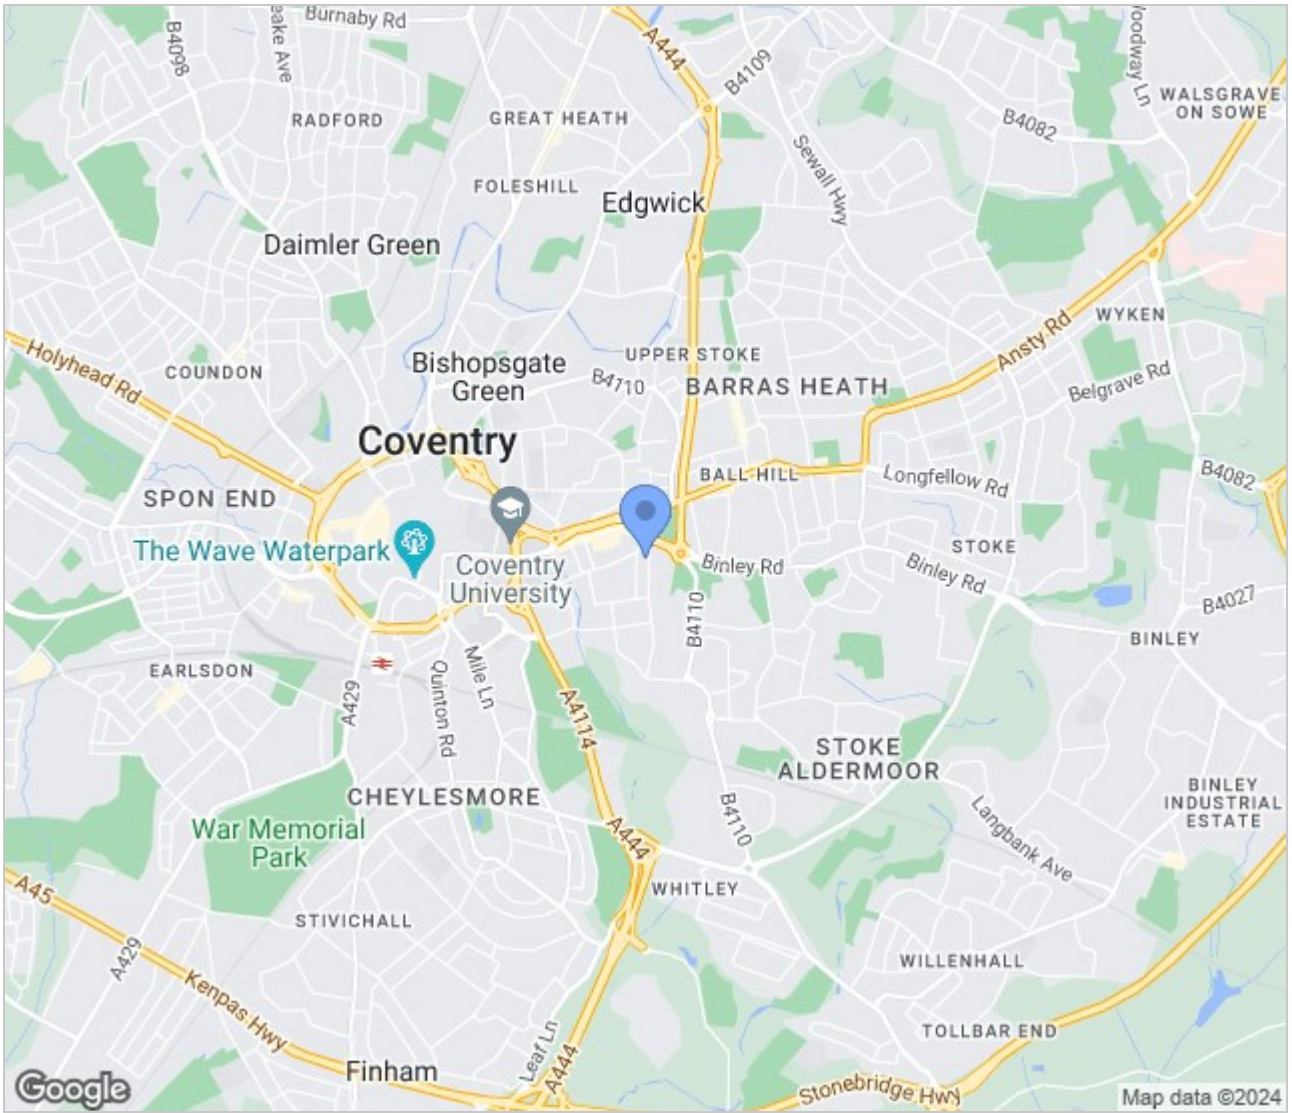 Burnaby Rd
A444
B4109
B4098
eake Ave
oodway Ln
WALSGRAVE
ON SOWE
RADFORD
GREAT HEATH
B4082
Sewall Hwy
FOLESHILL
Edgwick
Daimler Green
WYKEN
Ansty Rd
Holyhead Rd
COUNDON
Bishopsgate
Green
UPPER STOKE
B4710
BARRAS HEATH
Belgrave Rd
Coventry
BALL HILL
Longfellow Rd
B4082
SPON END
The Wave Waterpark
Coventry
University
Binley Rd
STOKE
Binley Rd
B4027
B4110
BINLEY
EARLSDON
A429
Quinton Rd
Mile Ln
A4114
STOKE
ALDERMOOR
CHEYLESMORE
B4110
BINLEY
INDUSTRIAL
ESTATE
Langbank Ave
War Memorial
Park
A444
WHITLEY
A45
STIVICHALL
A429
WILLENHALL
Kenpas Hwy
TOLLBAR END
Leaf Ln
A444
Finham
Stonebridge Hwy
Google
Map data ©2024